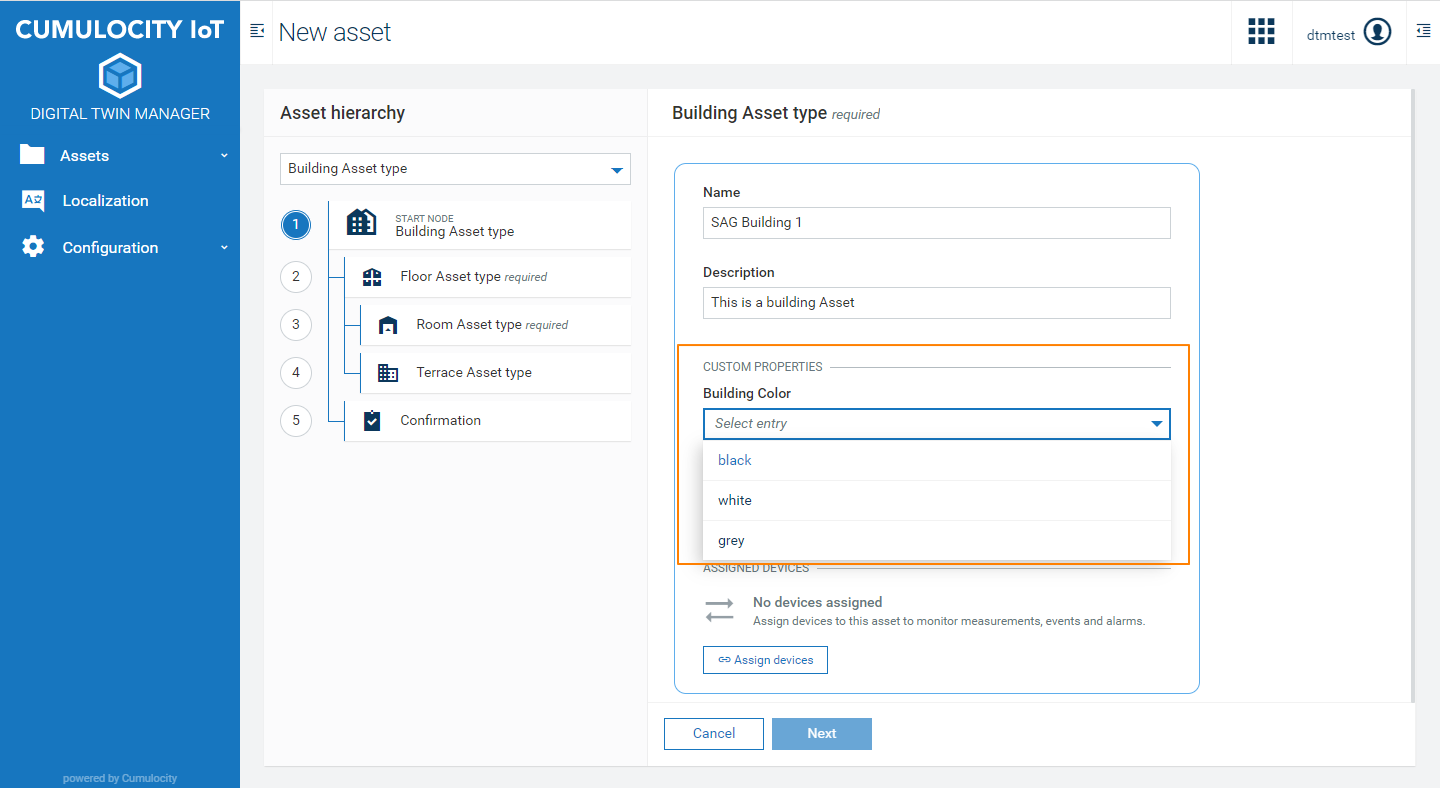 CUMULOCITY IoT
DIGITAL TWIN MANAGER
Assets
Localization
Configuration
powered by Cumulocity
New asset
dtmtest
Asset hierarchy
Building Asset type
1
START NODE
Building Asset type
2
Floor Asset type required
3
Room Asset type required
4
Terrace Asset type
5
Confirmation
Building Asset type required
Name
SAG Building 1
Description
This is a building Asset
CUSTOM PROPERTIES
Building Color
Select entry
black
white
grey
ASSIGNED DEVICES
No devices assigned
Assign devices to this asset to monitor measurements, events and alarms.
Assign devices
Cancel
Next